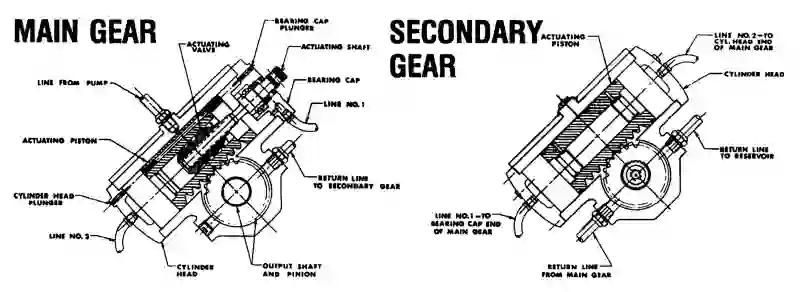 MAIN GEAR
BEARING CAP
PLUNGER
ACTUATING
VALVE
ACTUATING SHAFT
LINE FROM PUMP
BEARING CAP
LINE NO. 1
ACTUATING PISTON
RETURN LINE
TO SECONDARY GEAR
CYLINDER HEAD
PLUNGER
LINE NO. 2
CYLINDER
HEAD
OUTPUT SHAFT
AND PINION
SECONDARY
GEAR
ACTUATING
PISTON
LINE NO. 2-TO
CYL. HEAD END
OF MAIN GEAR
CYLINDER HEAD
RETURN LINE
TO RESERVOIR
LINE NO. 1-TO
BEARING CAP END
OF MAIN GEAR
RETURN LINE
FROM MAIN GEAR